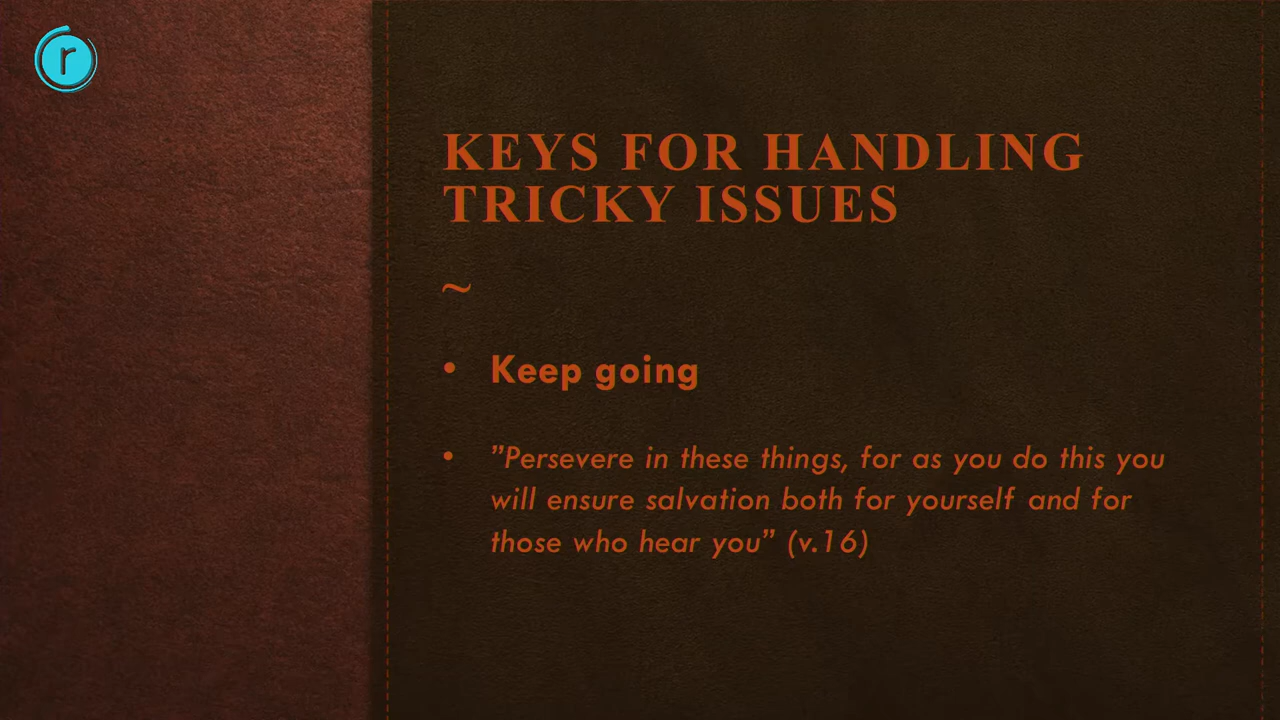 r
KEYS FOR HANDLING
TRICKY ISSUES
~
• Keep going
• ”Persevere in these things, for as you do this you
will ensure salvation both for yourself and for
those who hear you” (v.16)